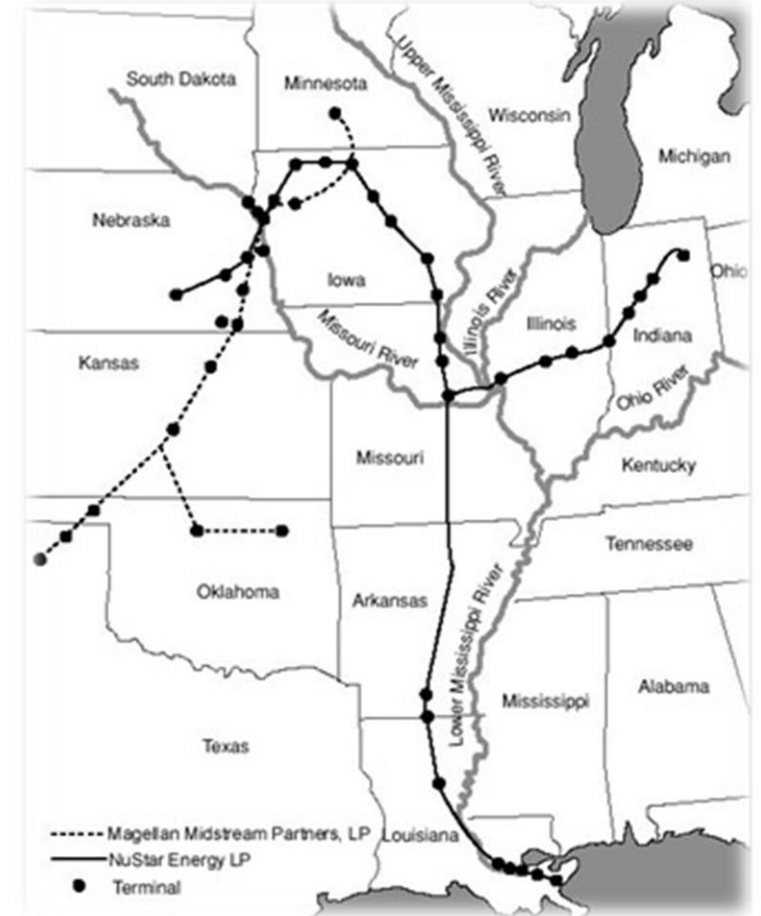 South Dakota
Minnesota
Upper Mississippi River
Wisconsin
Michigan
Nebraska
Iowa
Illinois River
Ohio
Missouri River
Illinois
Indiana
Kansas
Ohio River
Missouri
Kentucky
Tennessee
Oklahoma
Arkansas
Lower Mississippi River
Mississippi
Alabama
Texas
Magellan Midstream Partners, LP
Louisiana
NuStar Energy LP
Terminal